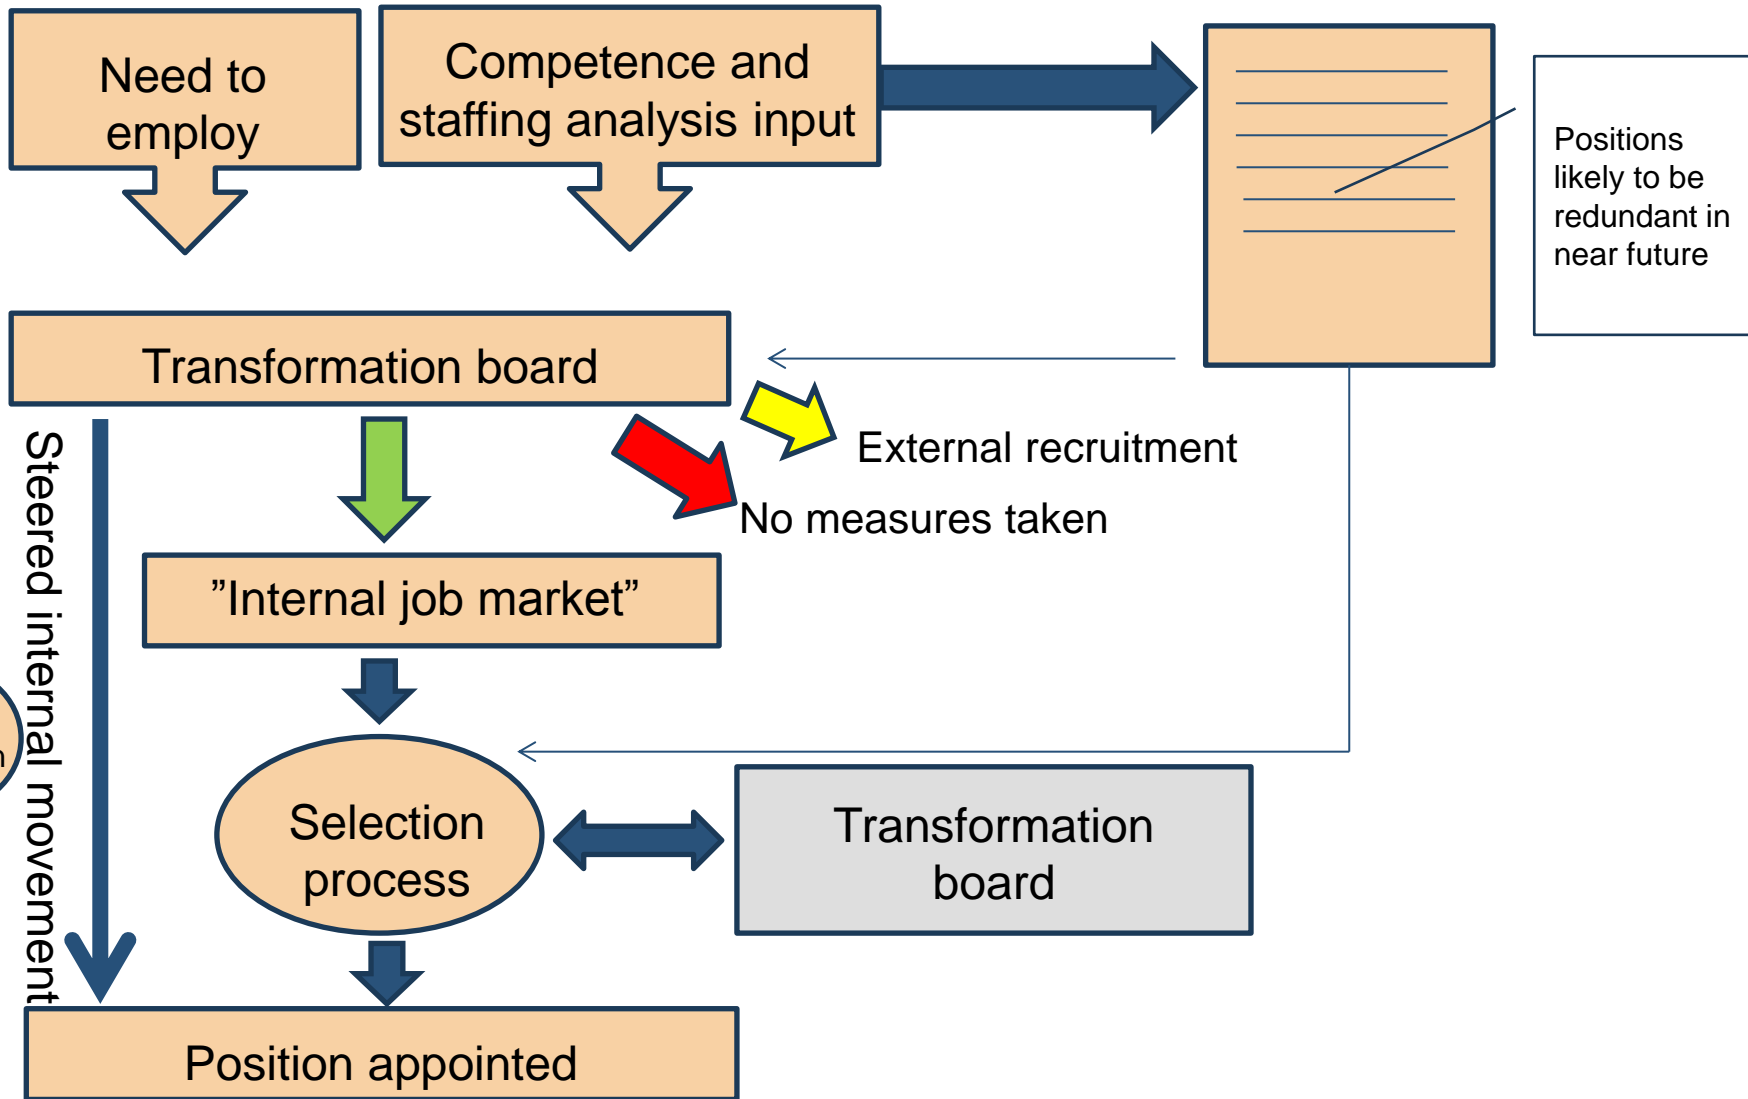 Need to
employ
Competence and
staffing analysis input
Positions
likely to be
redundant in
near future
Transformation board
External recruitment
No measures taken
Steered internal movement
”Internal job market”
Selection
process
Transformation
board
Position appointed